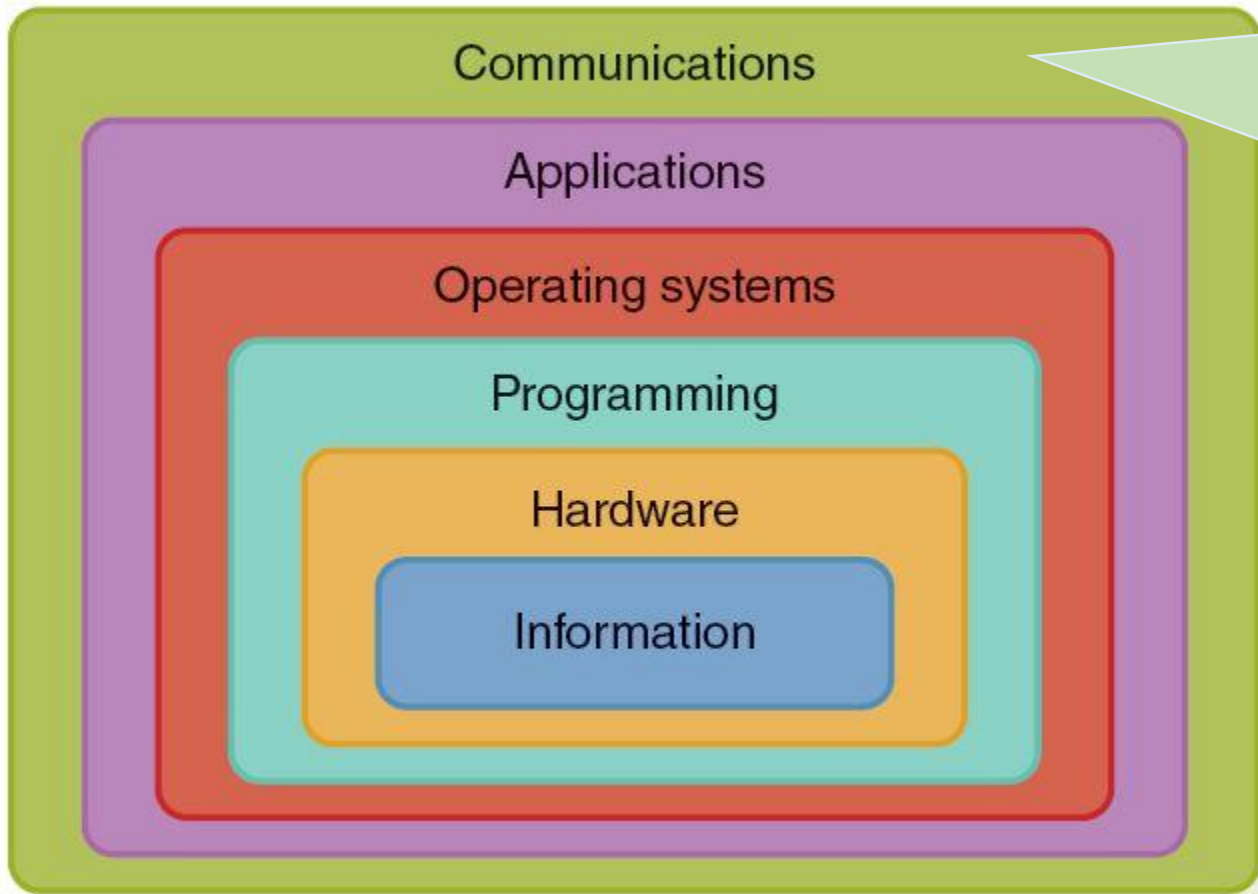 Communications
Applications
Operating systems
Programming
Hardware
Information